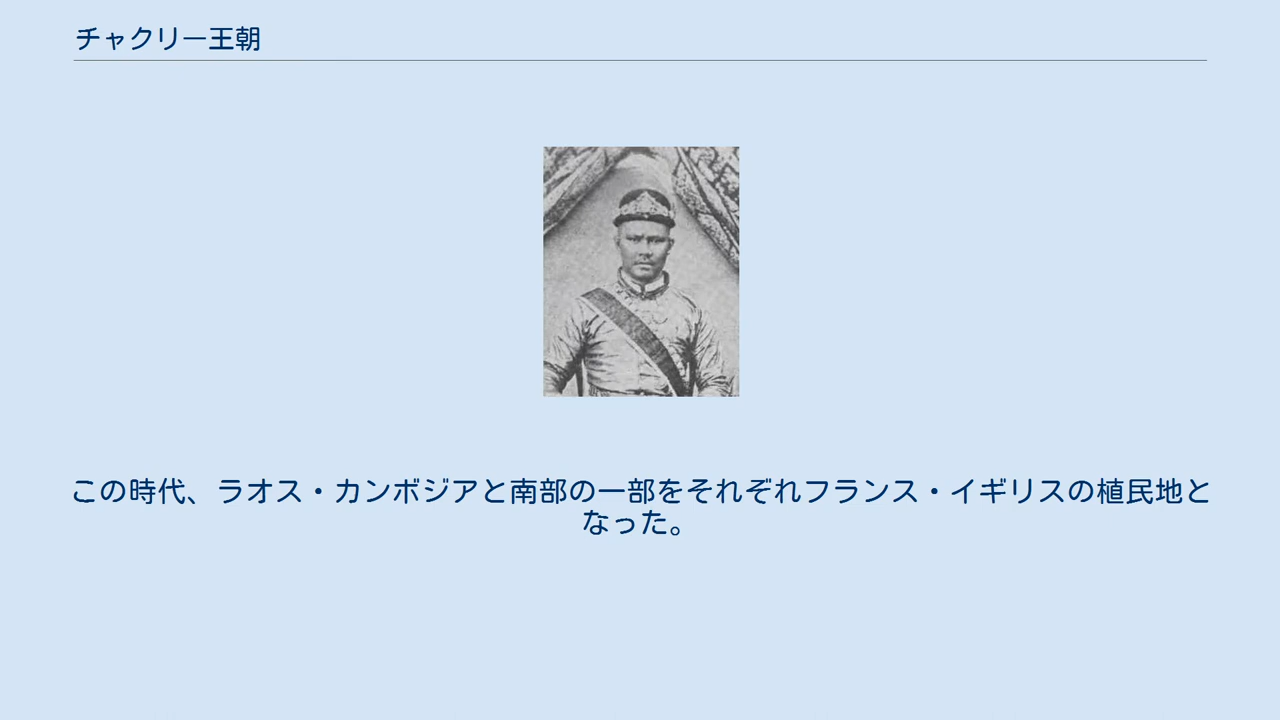 チャクリー王朝
この時代、ラオス・カンボジアと南部の一部をそれぞれフランス・イギリスの植民地と
なった。